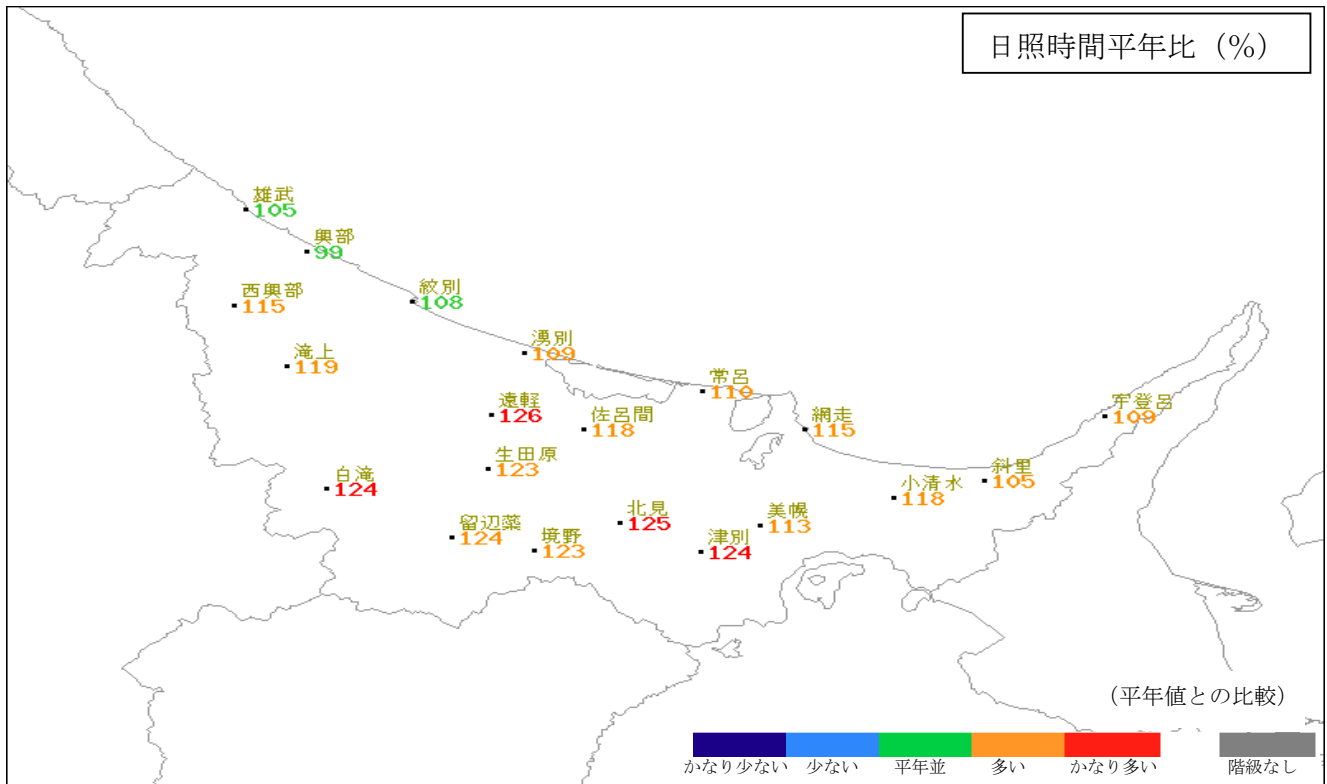 日照時間平年比（％）
雄武
105
興部
99
紋別
108
西興部
115
湧別
109
滝上
119
常呂
110
遠軽
126
佐呂間
118
網走
115
宇登呂
109
生田原
123
白滝
124
斜里
105
小清水
118
北見
125
美幌
113
留辺蘂
124
境野
123
津別
124
（平年値との比較）
かなり少ない 少ない 平年並 多い かなり多い 階級なし